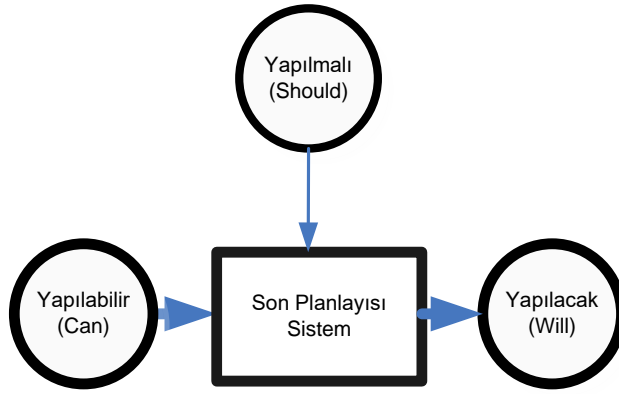 Yapılmalı
(Should)
Yapılabilir
(Can)
Son Planlayısı
Sistem
Yapılacak
(Will)